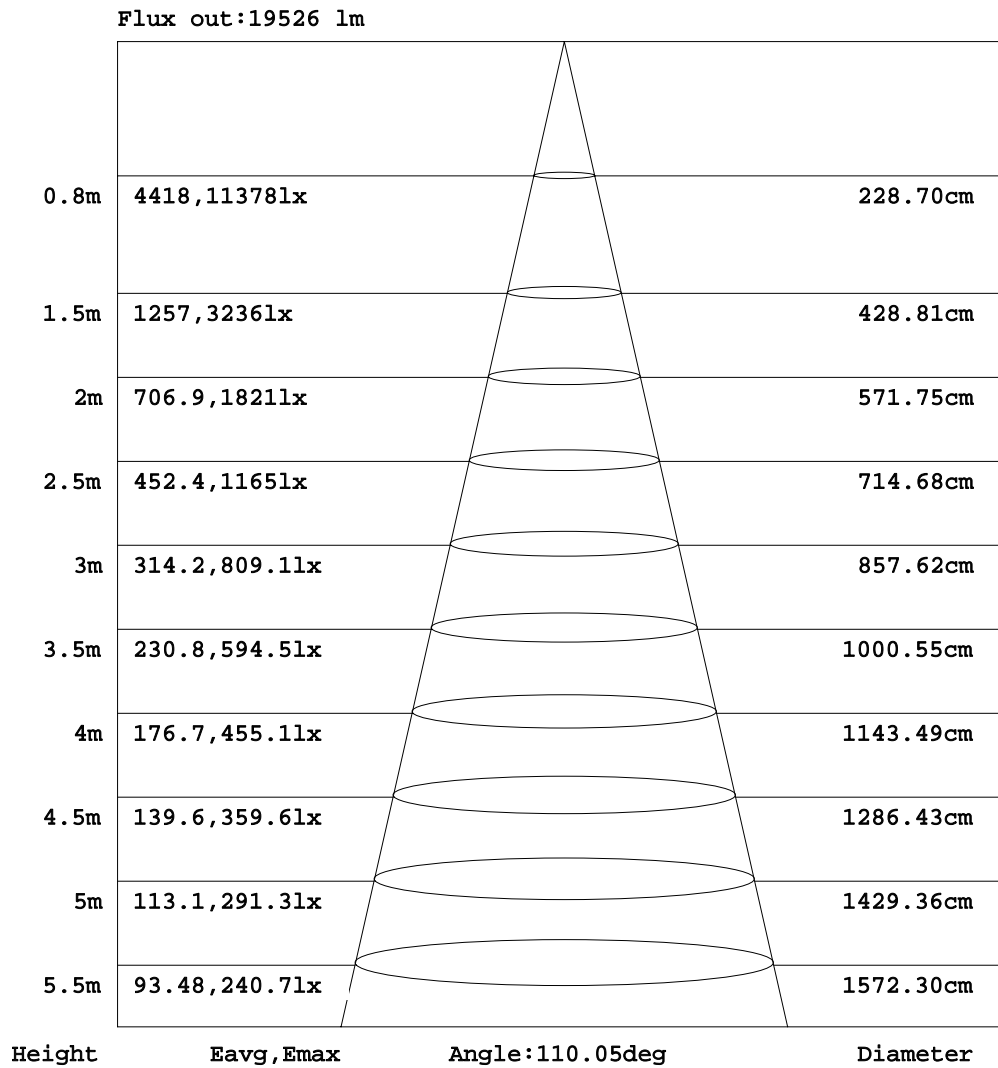 Flux out:19526 lm
0.8m 4418,11378lx 228.70cm
1.5m 1257,3236lx 428.81cm
2m 706.9,1821lx 571.75cm
2.5m 452.4,1165lx 714.68cm
3m 314.2,809.1lx 857.62cm
3.5m 230.8,594.5lx 1000.55cm
4m 176.7,455.1lx 1143.49cm
4.5m 139.6,359.6lx 1286.43cm
5m 113.1,291.3lx 1429.36cm
5.5m 93.48,240.7lx 1572.30cm
Height Eavg,Emax Angle:110.05deg Diameter